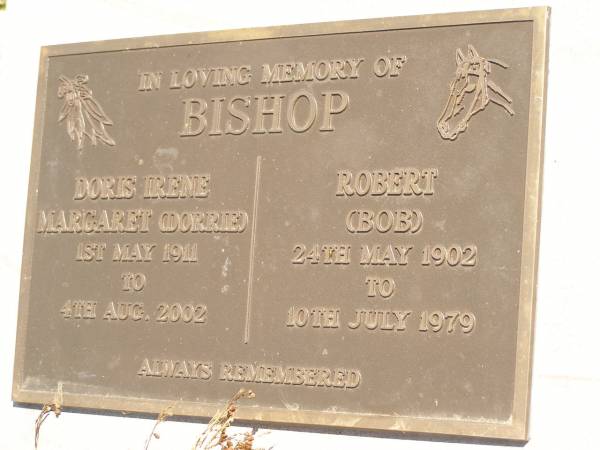 IN LOVING MEMORY OF
BISHOP
DORIS IRENE
MARGARET (DORRIE)
1ST MAY 1911
TO
4TH AUG. 2002
ROBERT
(BOB)
24TH MAY 1902
TO
10TH JULY 1979
ALWAYS REMEMBERED